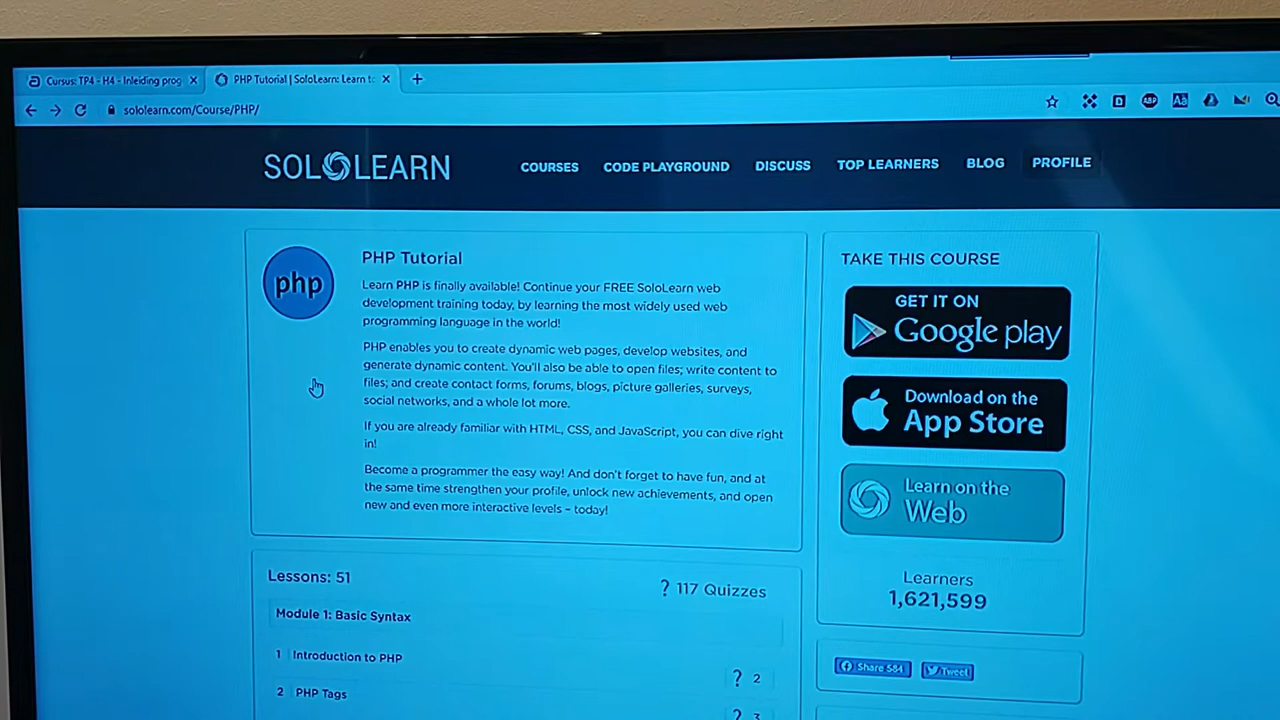 Cursus: TP4 - H4 - Inleiding prog
PHP Tutorial | SoloLearn: Learn to
sololearn.com/Course/PHP/
ABP
SOLOLEARN
COURSES
CODE PLAYGROUND
DISCUSS
TOP LEARNERS
BLOG
PROFILE
php
PHP Tutorial
Learn PHP is finally available! Continue your FREE SoloLearn web
development training today, by learning the most widely used web
programming language in the world!
PHP enables you to create dynamic web pages, develop websites, and
generate dynamic content. You'll also be able to open files; write content to
files; and create contact forms, forums, blogs, picture galleries, surveys,
social networks, and a whole lot more.
If you are already familiar with HTML, CSS, and JavaScript, you can dive right
in!
Become a programmer the easy way! And don't forget to have fun, and at
the same time strengthen your profile, unlock new achievements, and open
new and even more interactive levels – today!
TAKE THIS COURSE
GET IT ON
Google play
Download on the
App Store
Learn on the
Web
Learners
1,621,599
Share 584
Tweet
Lessons: 51
? 117 Quizzes
Module 1: Basic Syntax
1 Introduction to PHP
? 2
2 PHP Tags
? 3